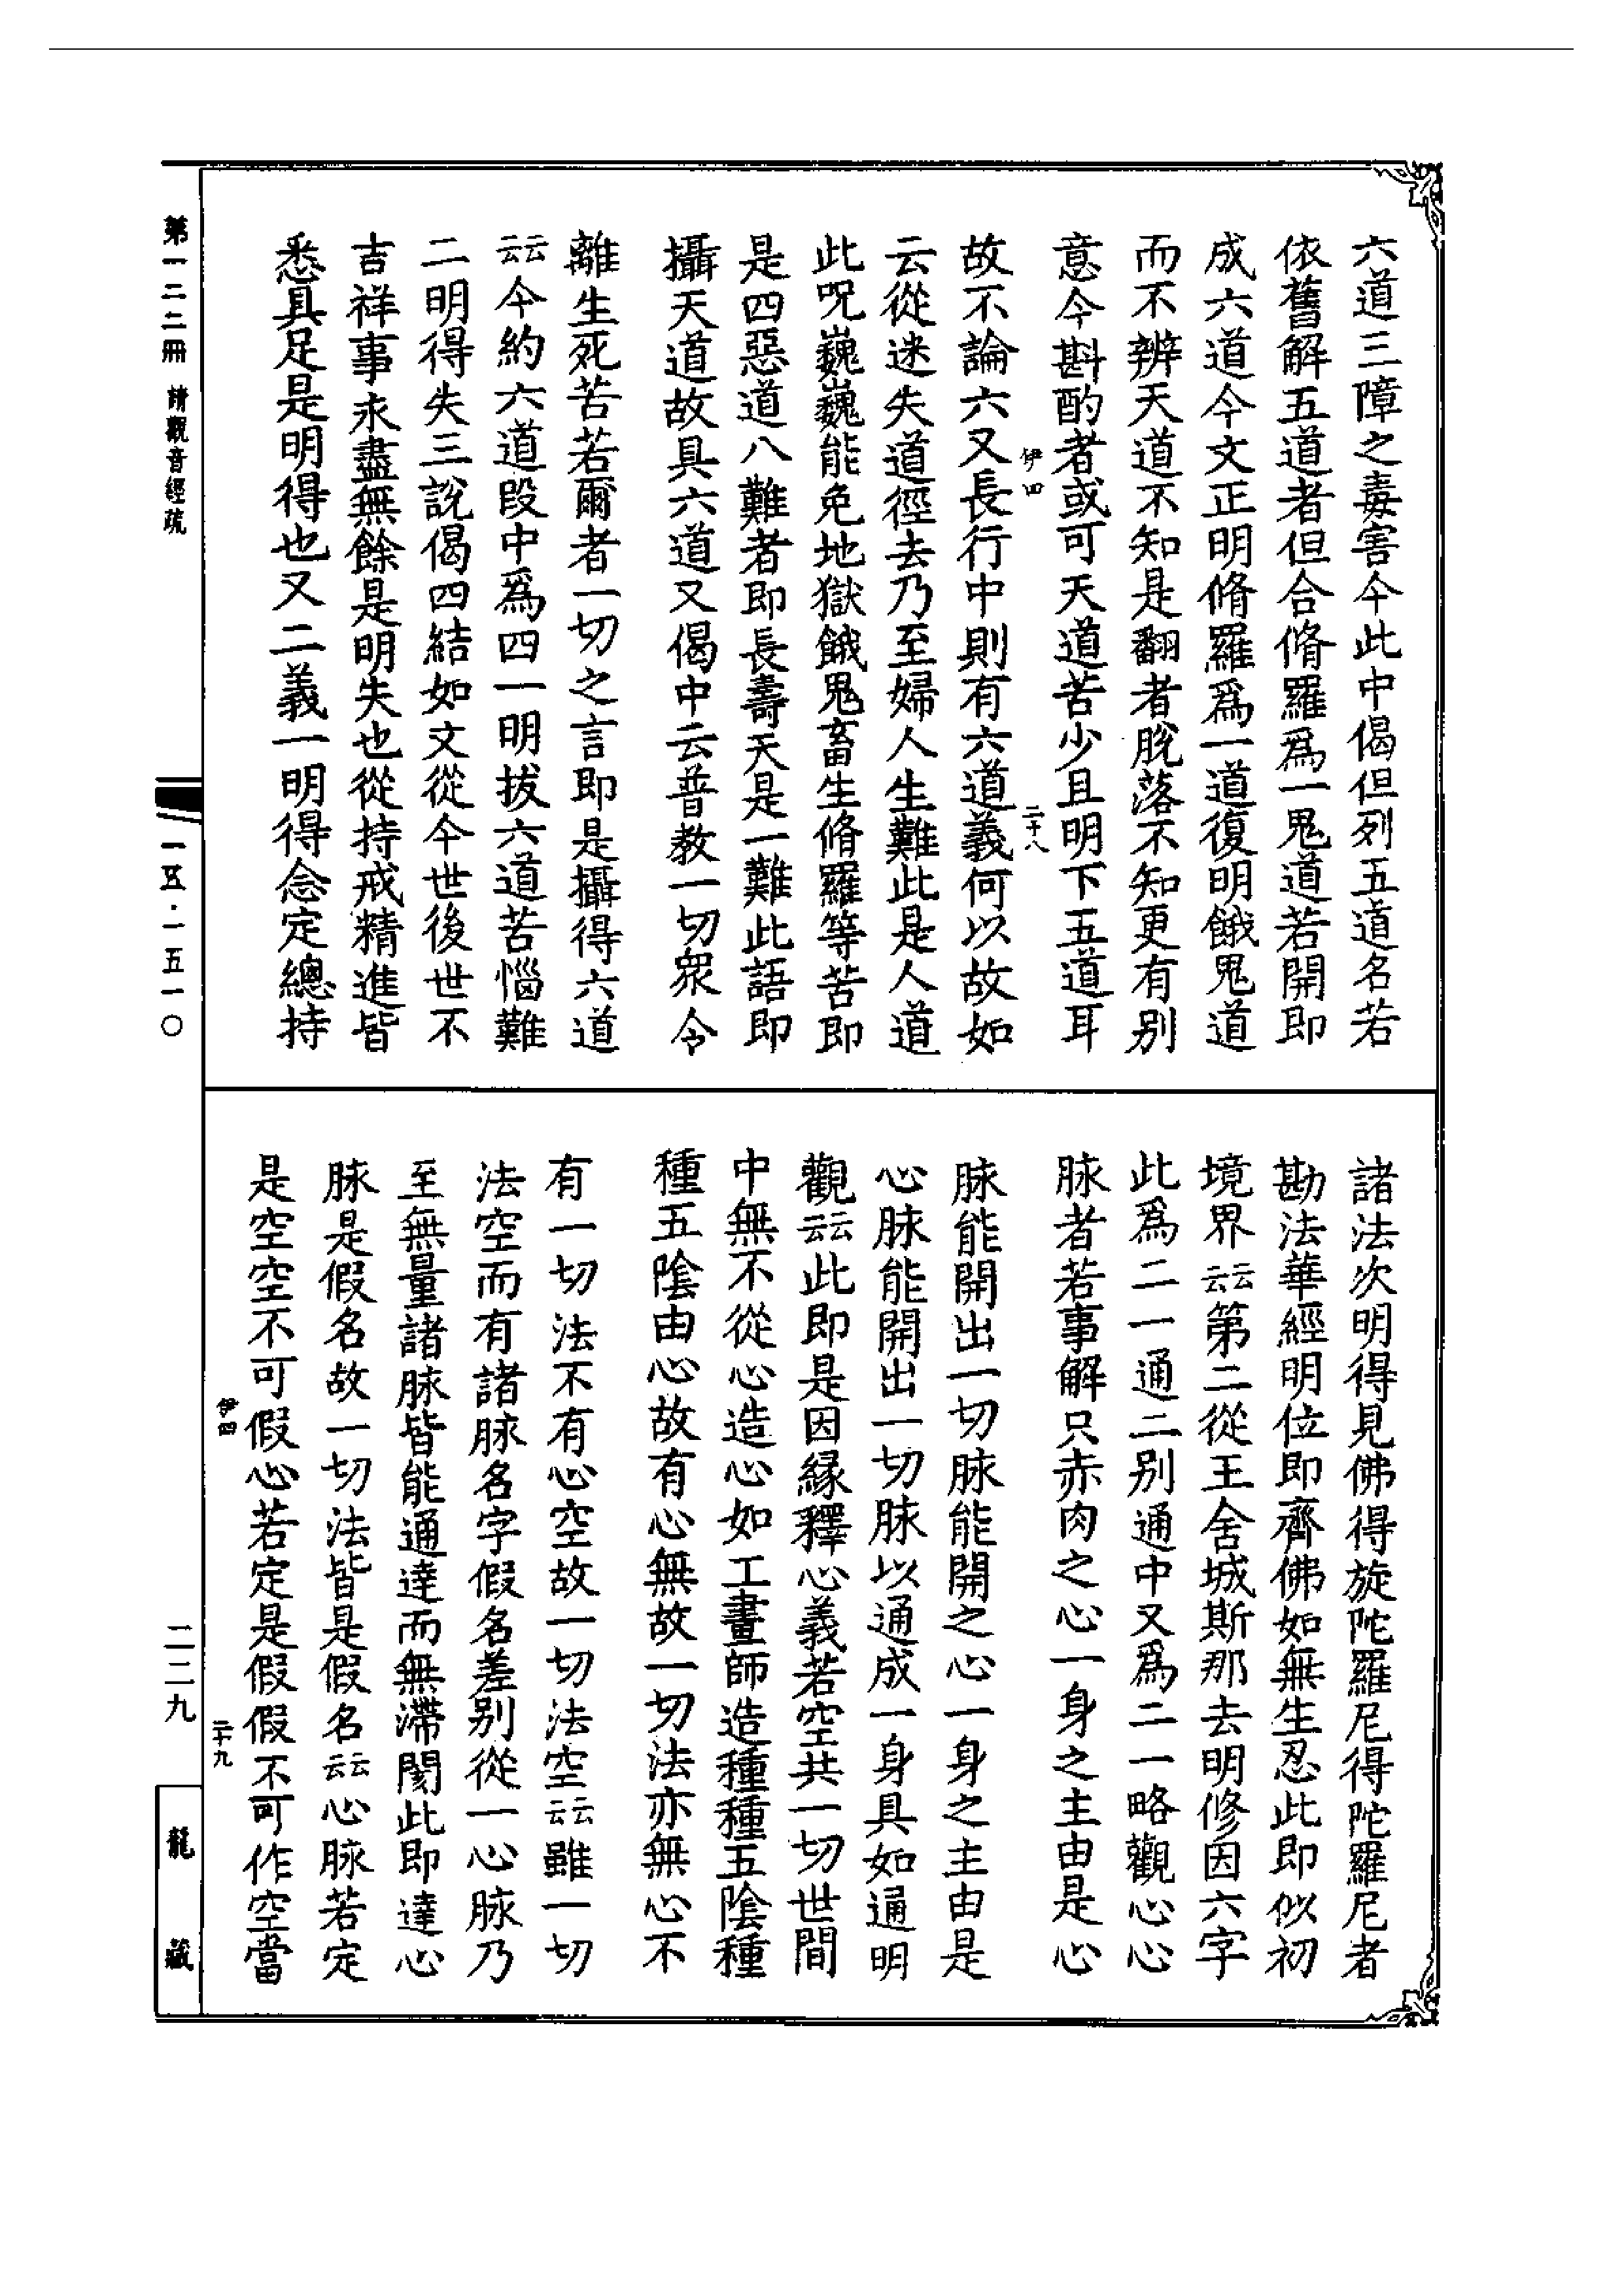 六道三障之毒害今此中偈但列五道名若
依舊解五道者但合脩羅爲一鬼道若開即
成六道今文正明脩羅爲一道復明餓鬼道
而不辨天道不知是翻者脫落不知更有別
意今斟酌者或可天道苦少且明下五道耳
伊四
二十八
故不論六又長行中則有六道義何以故如
云從迷失道徑去乃至婦人生難此是人道
此呪巍巍能免地獄餓鬼畜生脩羅等苦即
是四惡道八難者即長壽天是一難此語即
攝天道故具六道又偈中云普教一切眾令
離生死苦若爾者一切之言即是攝得六道
云云今約六道段中爲四一明拔六道苦惱難
二明得失三說偈四結如文從今世後世不
吉祥事永盡無餘是明失也從持戒精進皆
悉具足是明得也又二義一明得念定總持
諸法次明得見佛得旋陀羅尼得陀羅尼者
勘法華經明位即齊佛如無生忍此即似初
境界云云第二從王舍城斯那去明修因六字
此爲二一通二別通中又爲二一略觀心心
脉者若事解只赤肉之心一身之主由是心
脉能開出一切脉能開之心一身之主由是
心脉能開出一切脉以通成一身具如通明
觀云云此即是因緣釋心義若空共一切世間
中無不從心造心如工畫師造種種五陰種
種五陰由心故有心無故一切法亦無心不
有一切法不有心空故一切法空云云雖一切
法空而有諸脉名字假名差別從一心脉乃
至無量諸脉皆能通達而無滯閡此即達心
脉是假名故一切法皆是假名云云心脉若定
是空空不可假心若定是假假不可作空當
伊四
二十九
第一二二冊 請觀音經疏
一五·一五一〇
二二九
龍藏